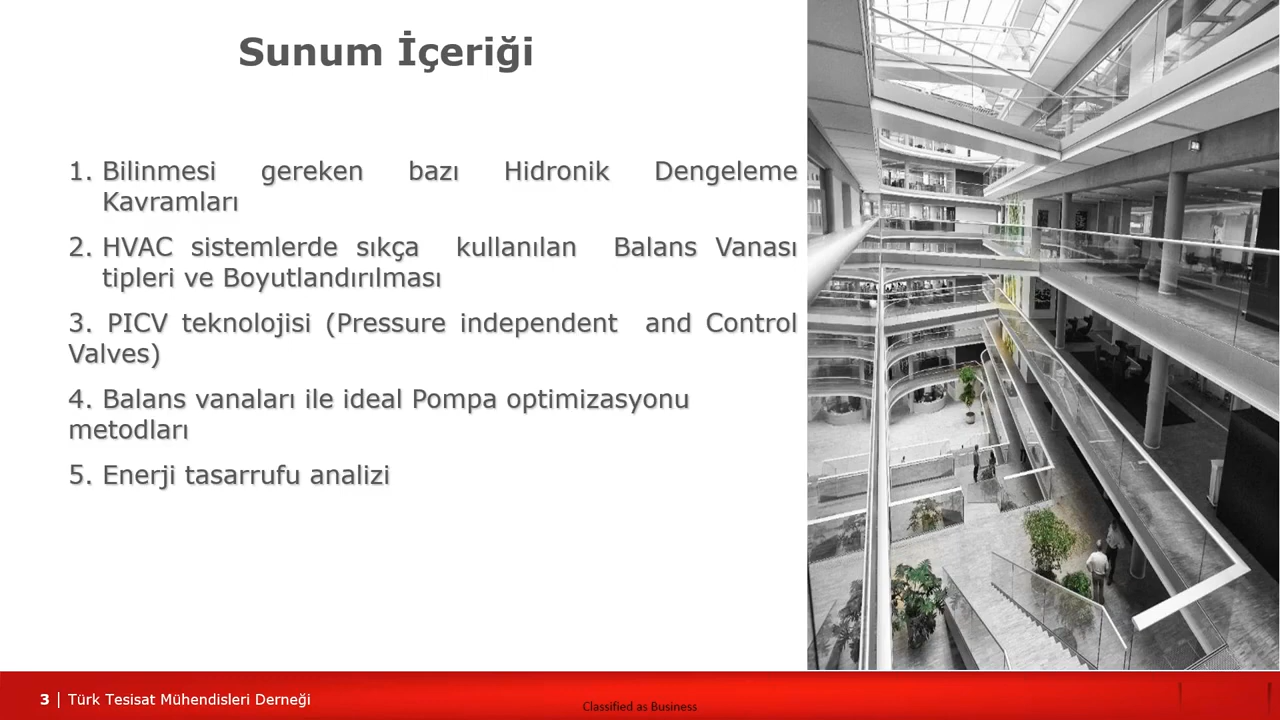 Sunum İçeriği
1. Bilinmesi gereken bazı Hidronik Dengeleme
Kavramları
2. HVAC sistemlerde sıkça kullanılan Balans Vanası
tipleri ve Boyutlandırılması
3. PICV teknolojisi (Pressure independent and Control
Valves)
4. Balans vanaları ile ideal Pompa optimizasyonu
metodları
5. Enerji tasarrufu analizi
3 | Türk Tesisat Mühendisleri Derneği
Classified as Business